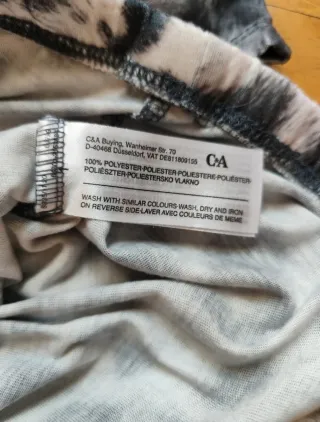 C&A Buying, Wanheimer Str. 70
D-40468 Düsseldorf, VAT DE811809155
C&A
100% POLYESTER-POLIESTER-POLIESTERE-POLIÉSTER-
POLIÉSZTER-POLIESTERSKO VLAKNO
WASH WITH SIMILAR COLOURS-WASH, DRY AND IRON
ON REVERSE SIDE-LAVER AVEC COULEURS DE MEME